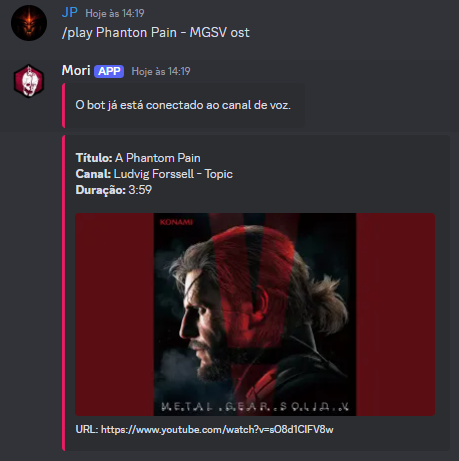 JP Hoje às 14:19
/play Phanton Pain - MGSV ost
Mori APP Hoje às 14:19
O bot já está conectado ao canal de voz.
Título: A Phantom Pain
Canal: Ludvig Forssell - Topic
Duração: 3:59
KONAMI
METAL GEAR SOLID V
URL: https://www.youtube.com/watch?v=sO8d1ClFV8w